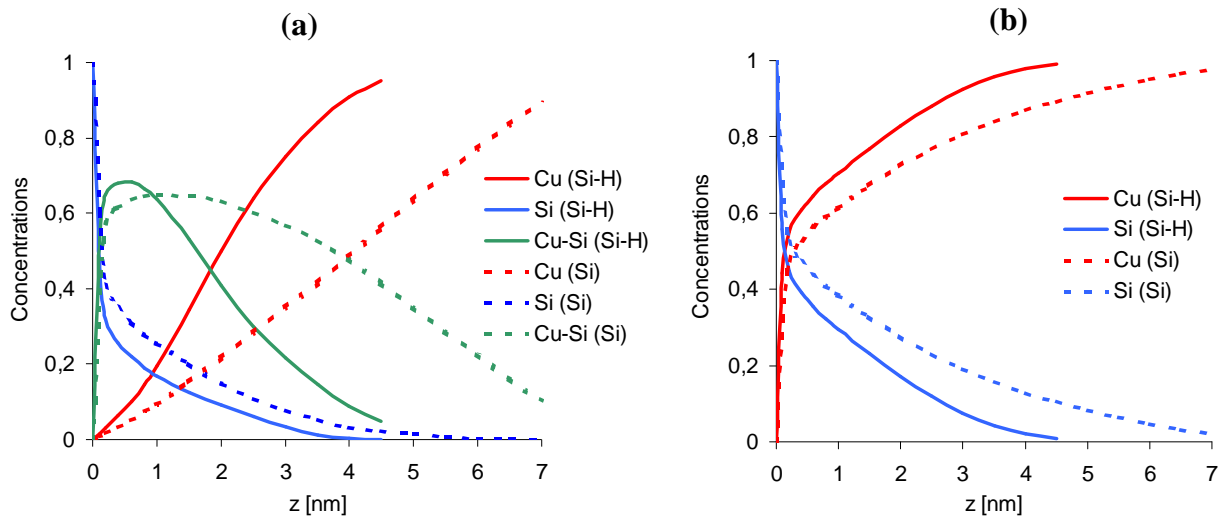 (a)
Concentrations
1
0,8
0,6
0,4
0,2
0
0 1 2 3 4 5 6 7
z [nm]
Cu (Si-H)
Si (Si-H)
Cu-Si (Si-H)
Cu (Si)
Si (Si)
Cu-Si (Si)
(b)
Concentrations
1
0,8
0,6
0,4
0,2
0
0 1 2 3 4 5 6 7
z [nm]
Cu (Si-H)
Si (Si-H)
Cu (Si)
Si (Si)